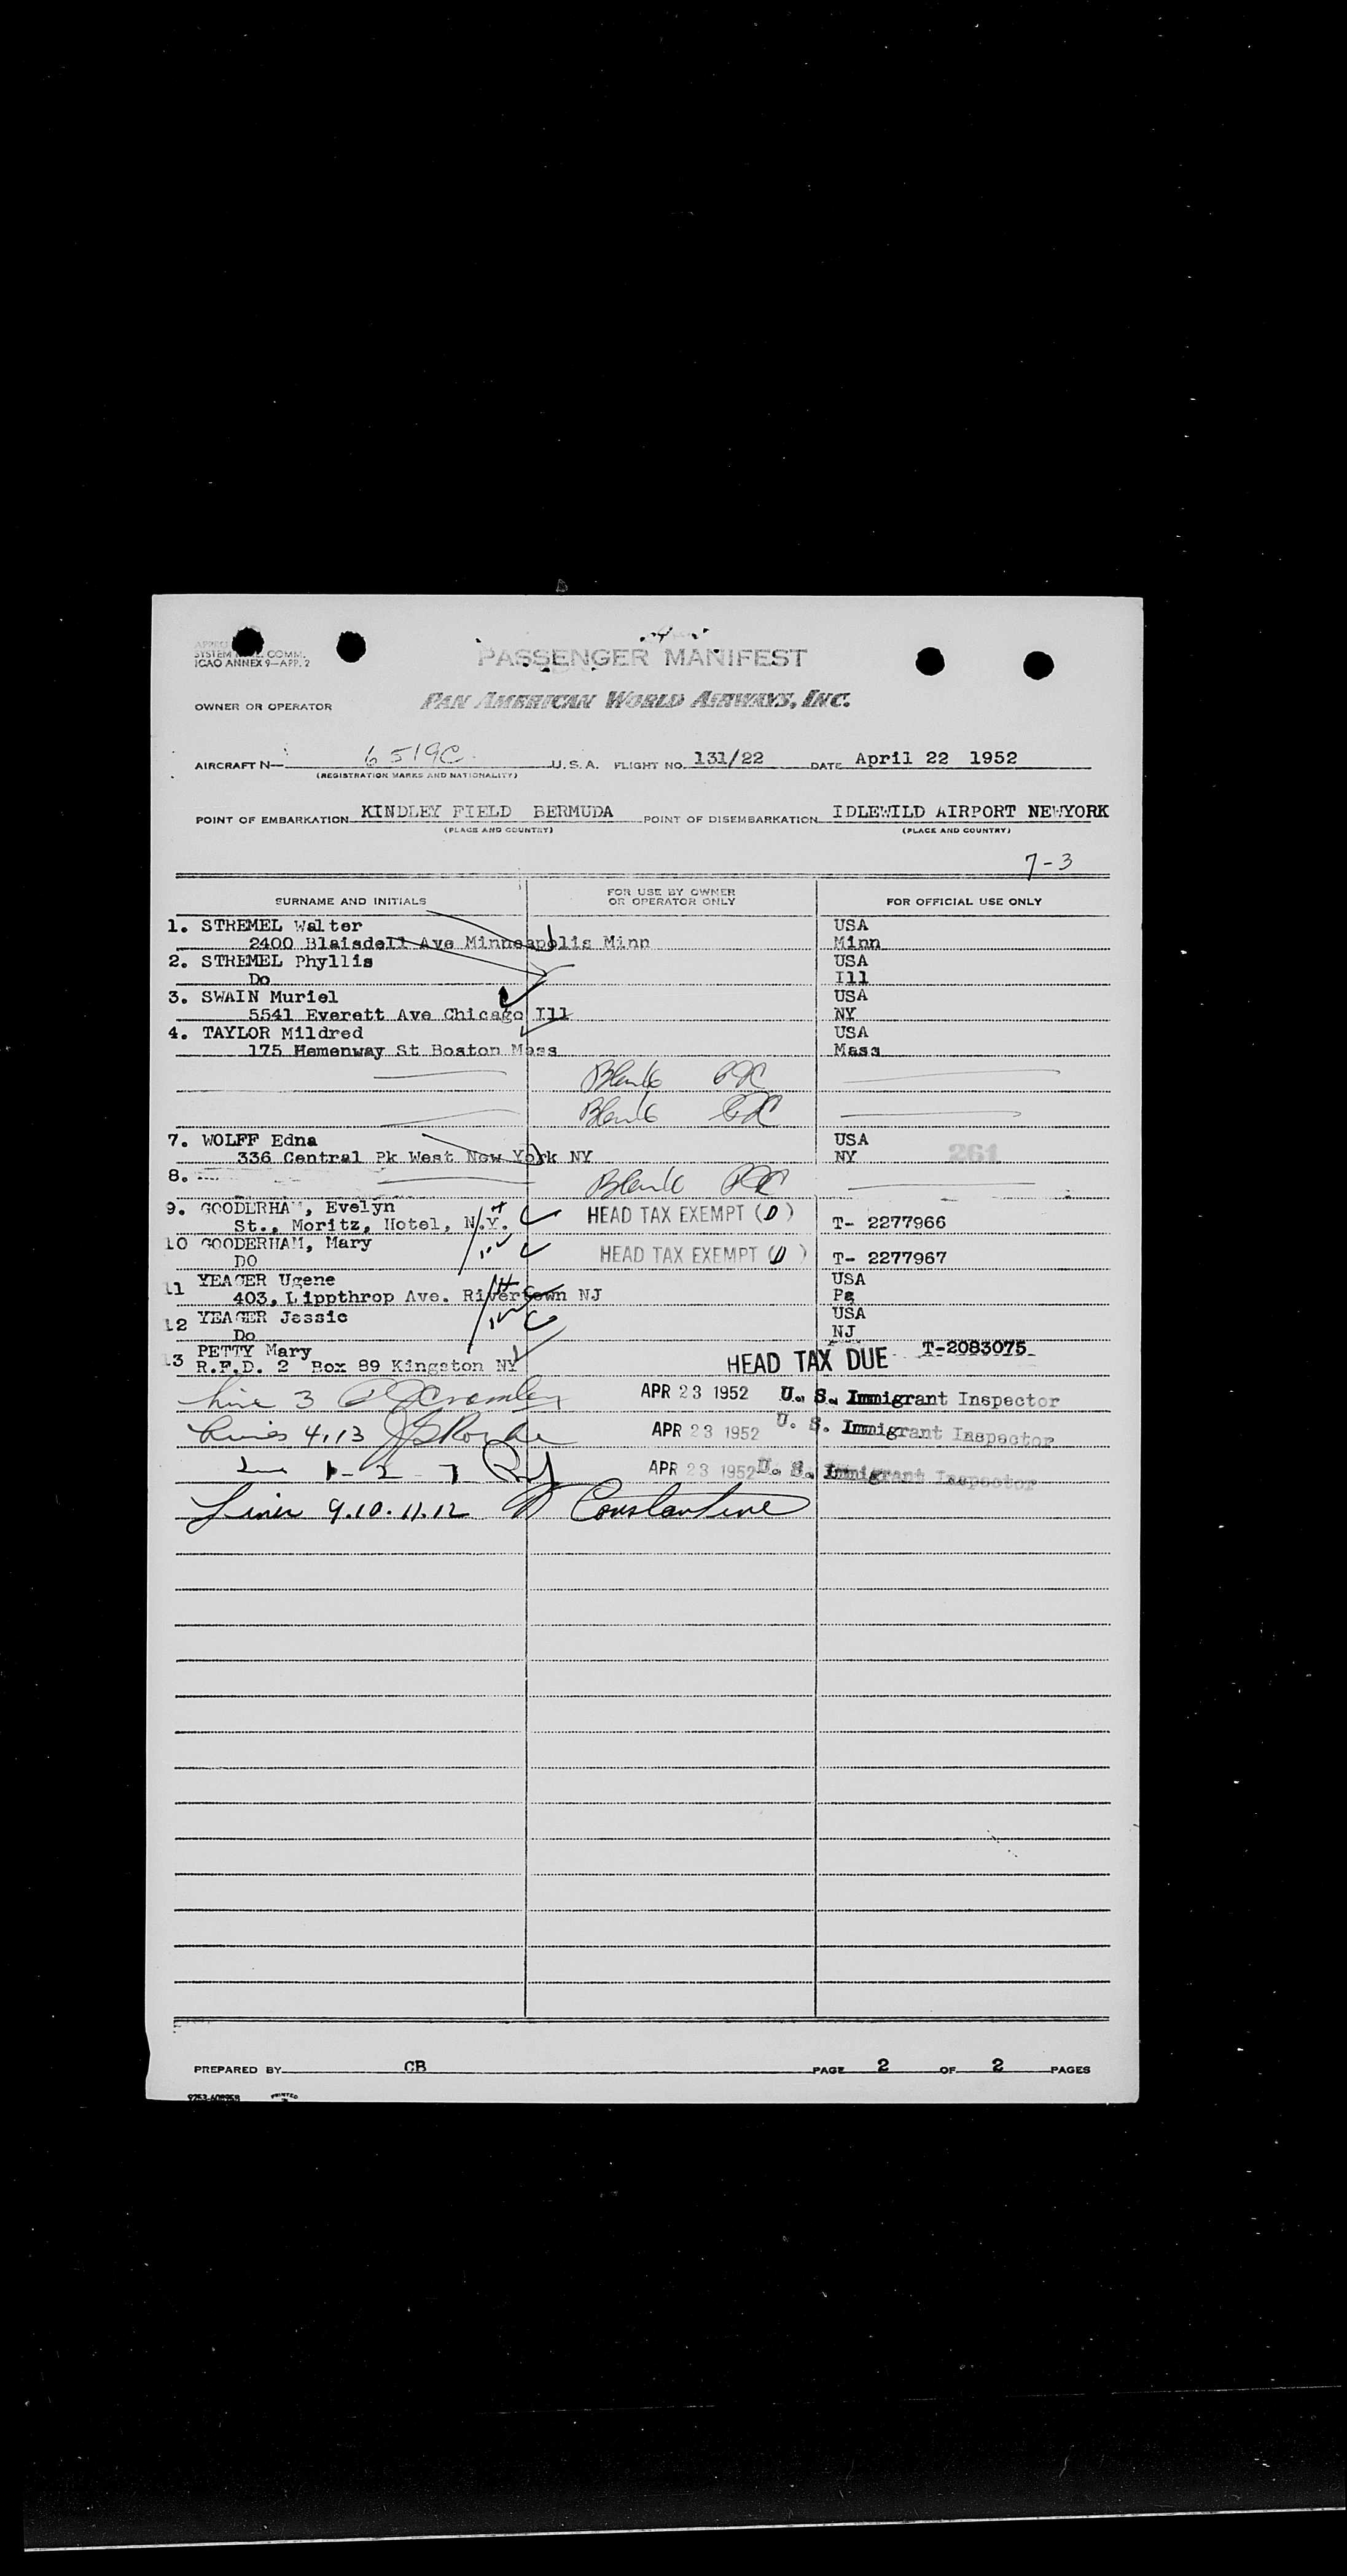 SYSTEM COMM.
ICAO ANNEX 9—APP. 2
PASSENGER MANIFEST
OWNER OR OPERATOR PAN AMERICAN WORLD AIRWAYS, INC.
AIRCRAFT N— 6519C U.S.A. FLIGHT NO. 131/22 DATE April 22 1952
(REGISTRATION MARKS AND NATIONALITY)
POINT OF EMBARKATION KINDLEY FIELD BERMUDA POINT OF DISEMBARKATION IDLEWILD AIRPORT NEWYORK
(PLACE AND COUNTRY) (PLACE AND COUNTRY)
7-3
SURNAME AND INITIALS FOR USE BY OWNER OR OPERATOR ONLY FOR OFFICIAL USE ONLY
1. STREMEL Walter USA
2400 Blaisdell Ave Minneapolis Minn Minn
2. STREMEL Phyllis USA
Do Ill
3. SWAIN Muriel USA
5541 Everett Ave Chicago Ill NY
4. TAYLOR Mildred USA
175 Hemenway St Boston Mass Mass
Blank
Blank
7. WOLFF Edna USA
336 Central Pk West New York NY NY 261
8. Blank
9. GOODERHAM, Evelyn HEAD TAX EXEMPT (D)
St., Moritz, Hotel, N.Y. T- 2277966
10 GOODERHAM, Mary HEAD TAX EXEMPT (D)
DO T- 2277967
11 YEAGER Ugene USA
403, Lippthrop Ave. Rivertown NJ Pa
12 YEAGER Jessie USA
Do NJ
13 PETTY Mary HEAD TAX DUE T-2083075
R.F.D. 2 Box 89 Kingston NY
Line 3 APR 23 1952 U. S. Immigrant Inspector
Lines 4,13 APR 23 1952 U. S. Immigrant Inspector
1-2-7 APR 23 1952 U. S. Immigrant Inspector
Lines 9.10.11.12 Constantine
PREPARED BY CB PAGE 2 OF 2 PAGES